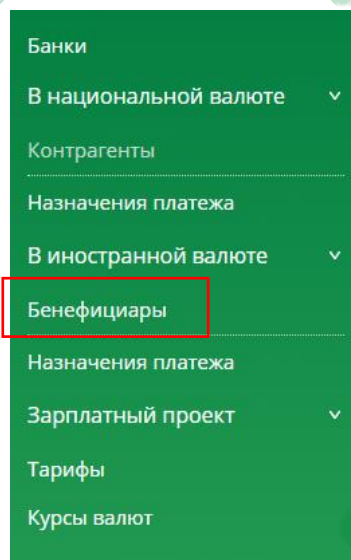 Банки
В национальной валюте
Контрагенты
Назначения платежа
В иностранной валюте
Бенефициары
Назначения платежа
Зарплатный проект
Тарифы
Курсы валют